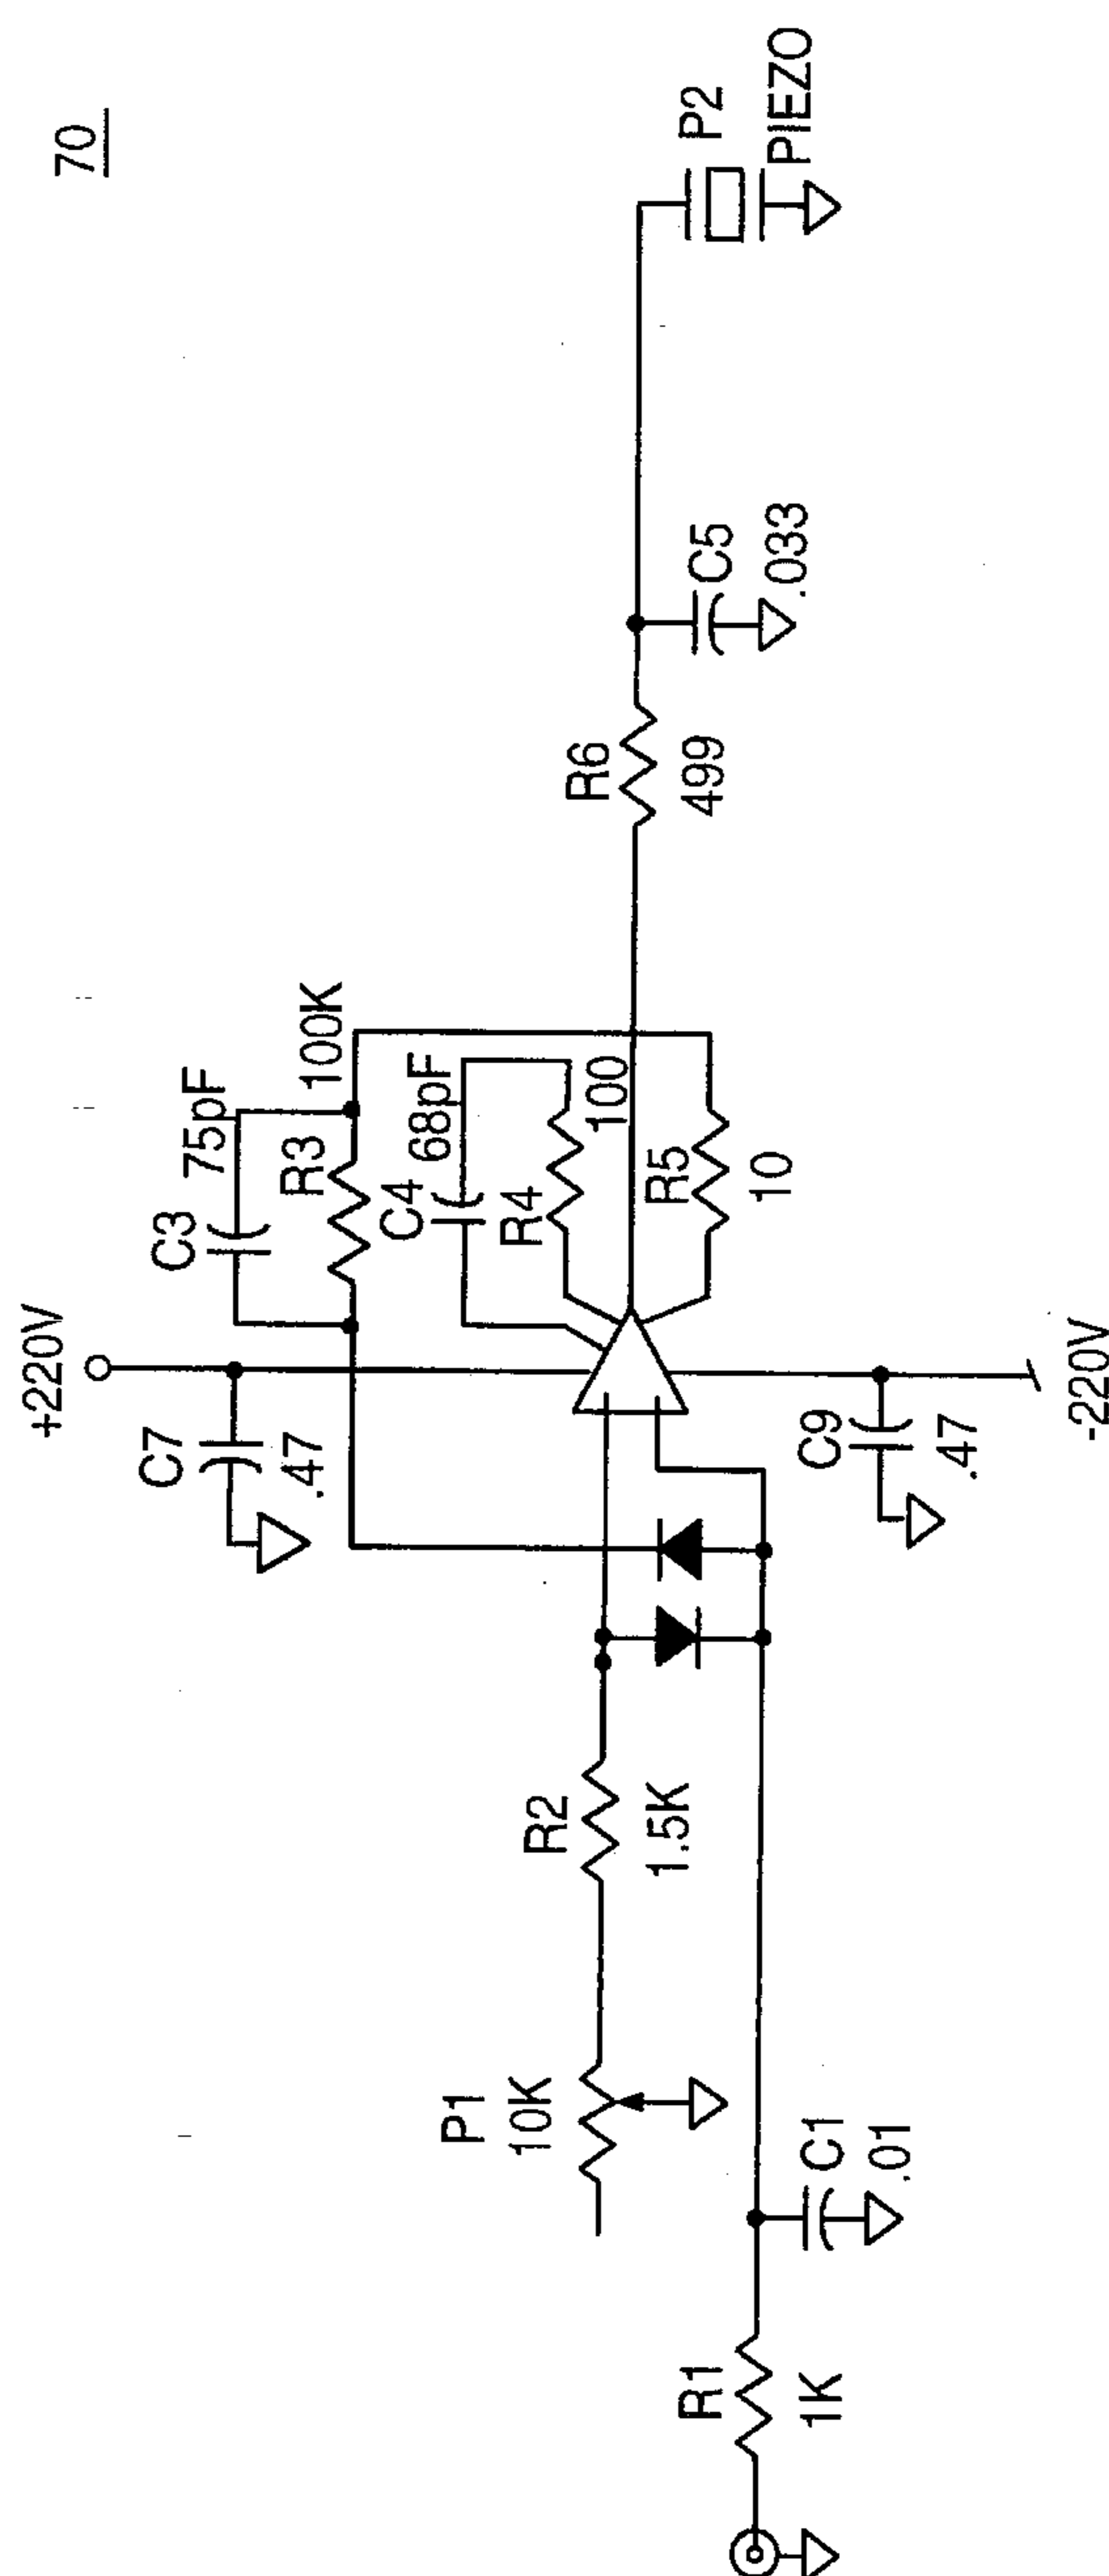 70
+220V
C7
.47
C3
75pF
R3
100K
C4
68pF
R4
100
R5
10
R6
499
C5
.033
P2
PIEZO
P1
10K
R2
1.5K
C9
.47
-220V
R1
1K
C1
.01